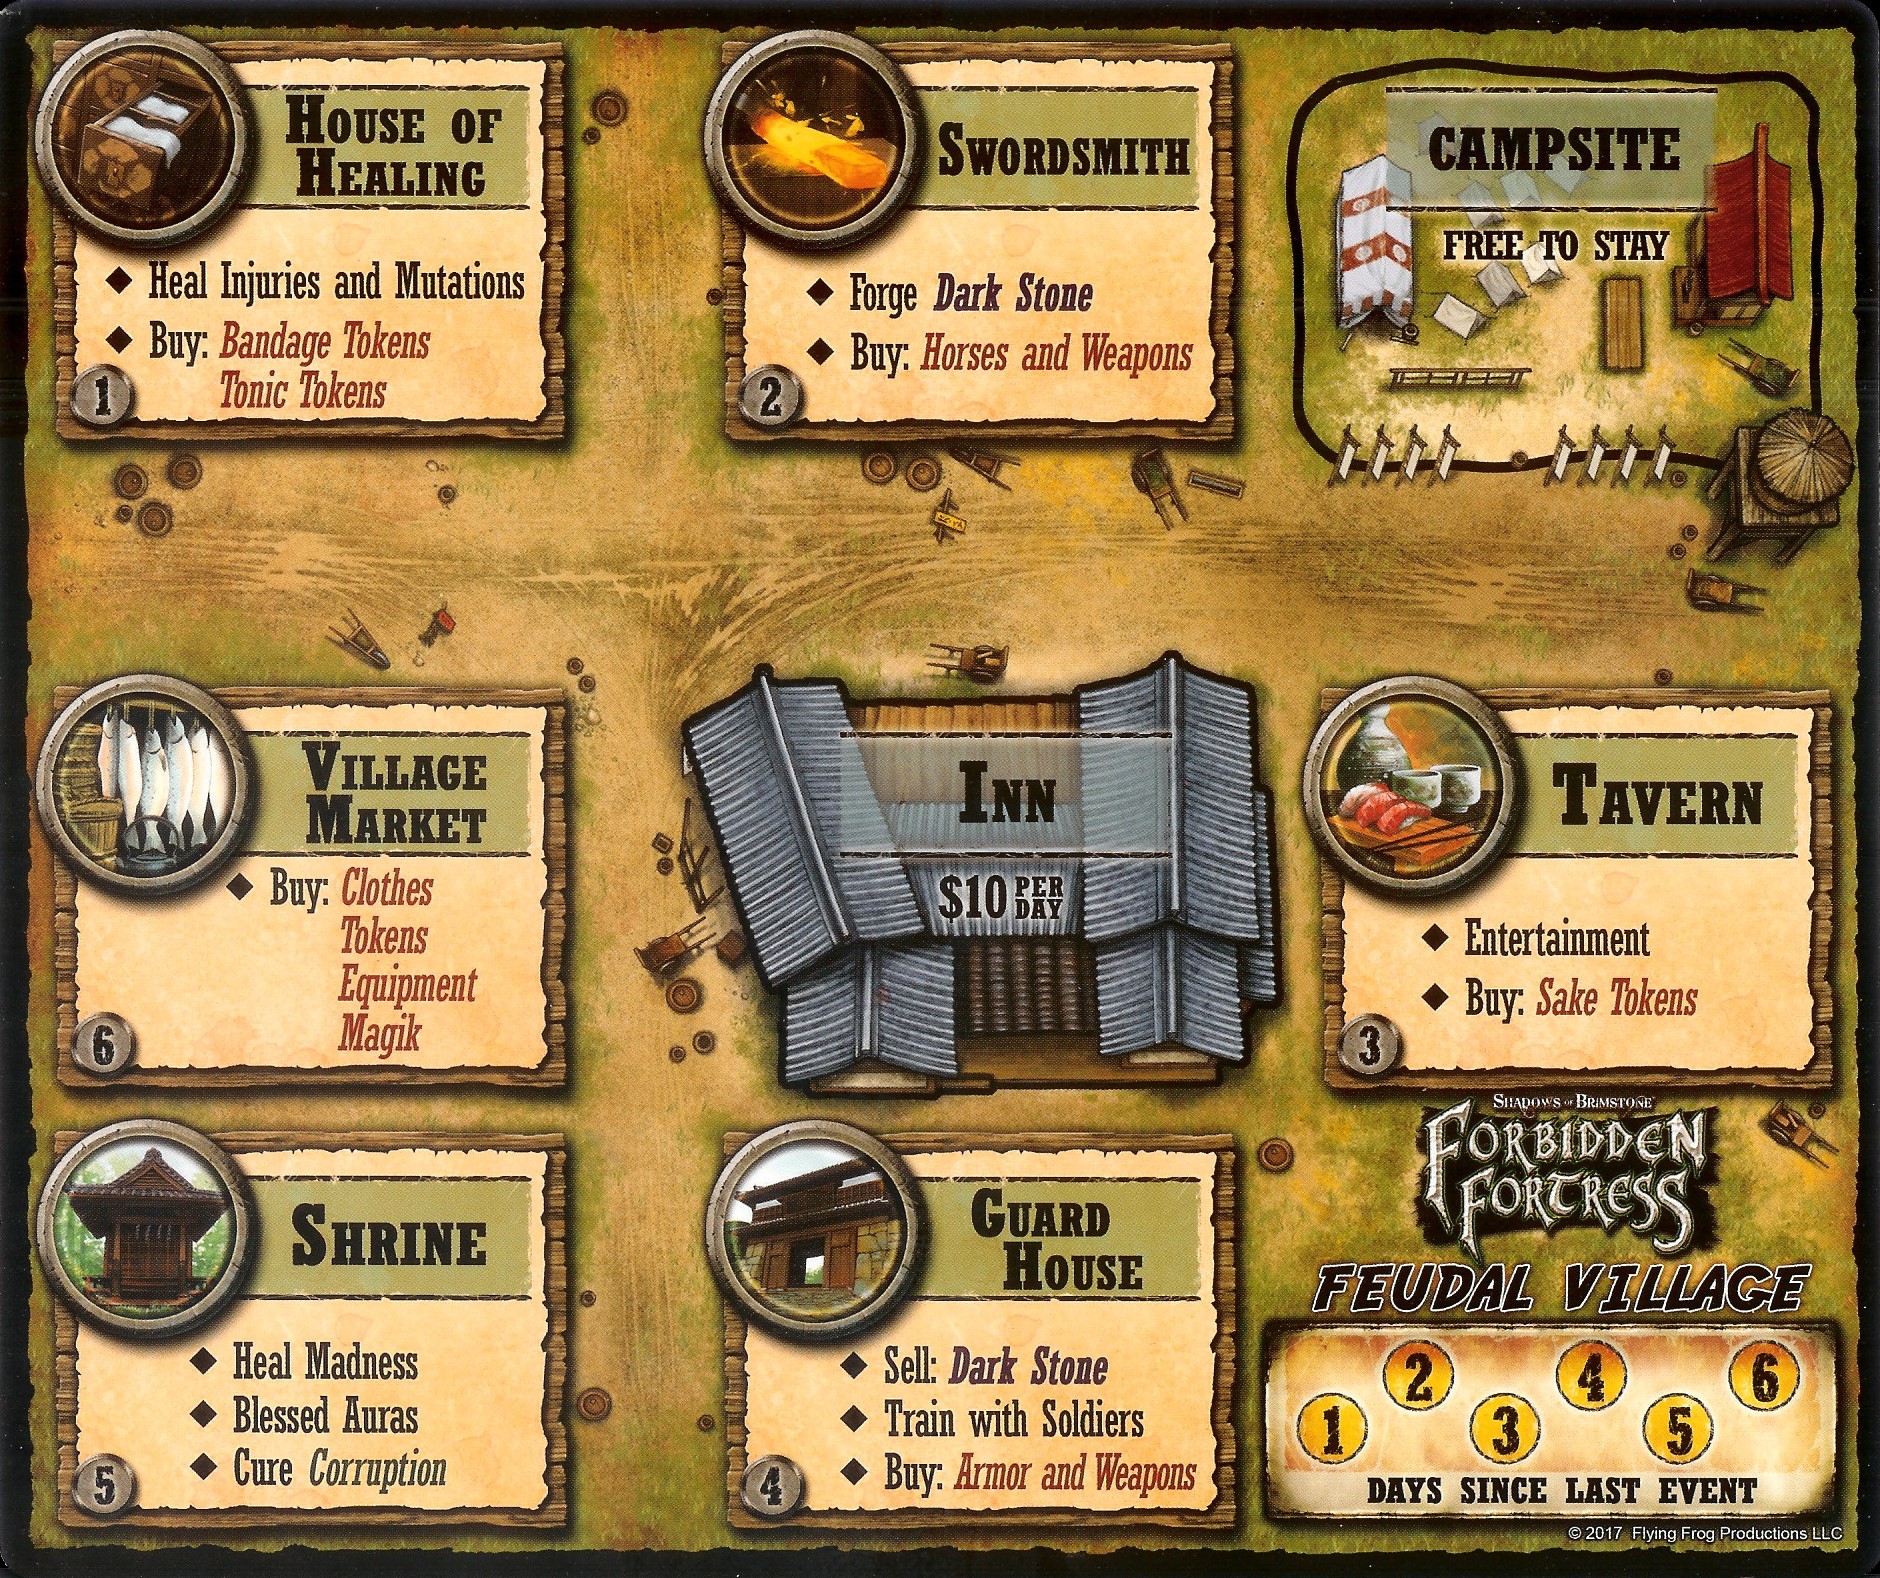 HOUSE OF
HEALING
◆ Heal Injuries and Mutations
◆ Buy: Bandage Tokens
Tonic Tokens
1
SWORDSMITH
◆ Forge Dark Stone
◆ Buy: Horses and Weapons
2
CAMPSITE
FREE TO STAY
VILLAGE
MARKET
◆ Buy: Clothes
Tokens
Equipment
Magik
6
INN
$10 PER
DAY
TAVERN
◆ Entertainment
◆ Buy: Sake Tokens
3
SHRINE
◆ Heal Madness
◆ Blessed Auras
◆ Cure Corruption
5
GUARD
HOUSE
◆ Sell: Dark Stone
◆ Train with Soldiers
◆ Buy: Armor and Weapons
4
SHADOWS OF BRIMSTONE
FORBIDDEN
FORTRESS
FEUDAL VILLAGE
1 2 3 4 5 6
DAYS SINCE LAST EVENT
© 2017 Flying Frog Productions LLC